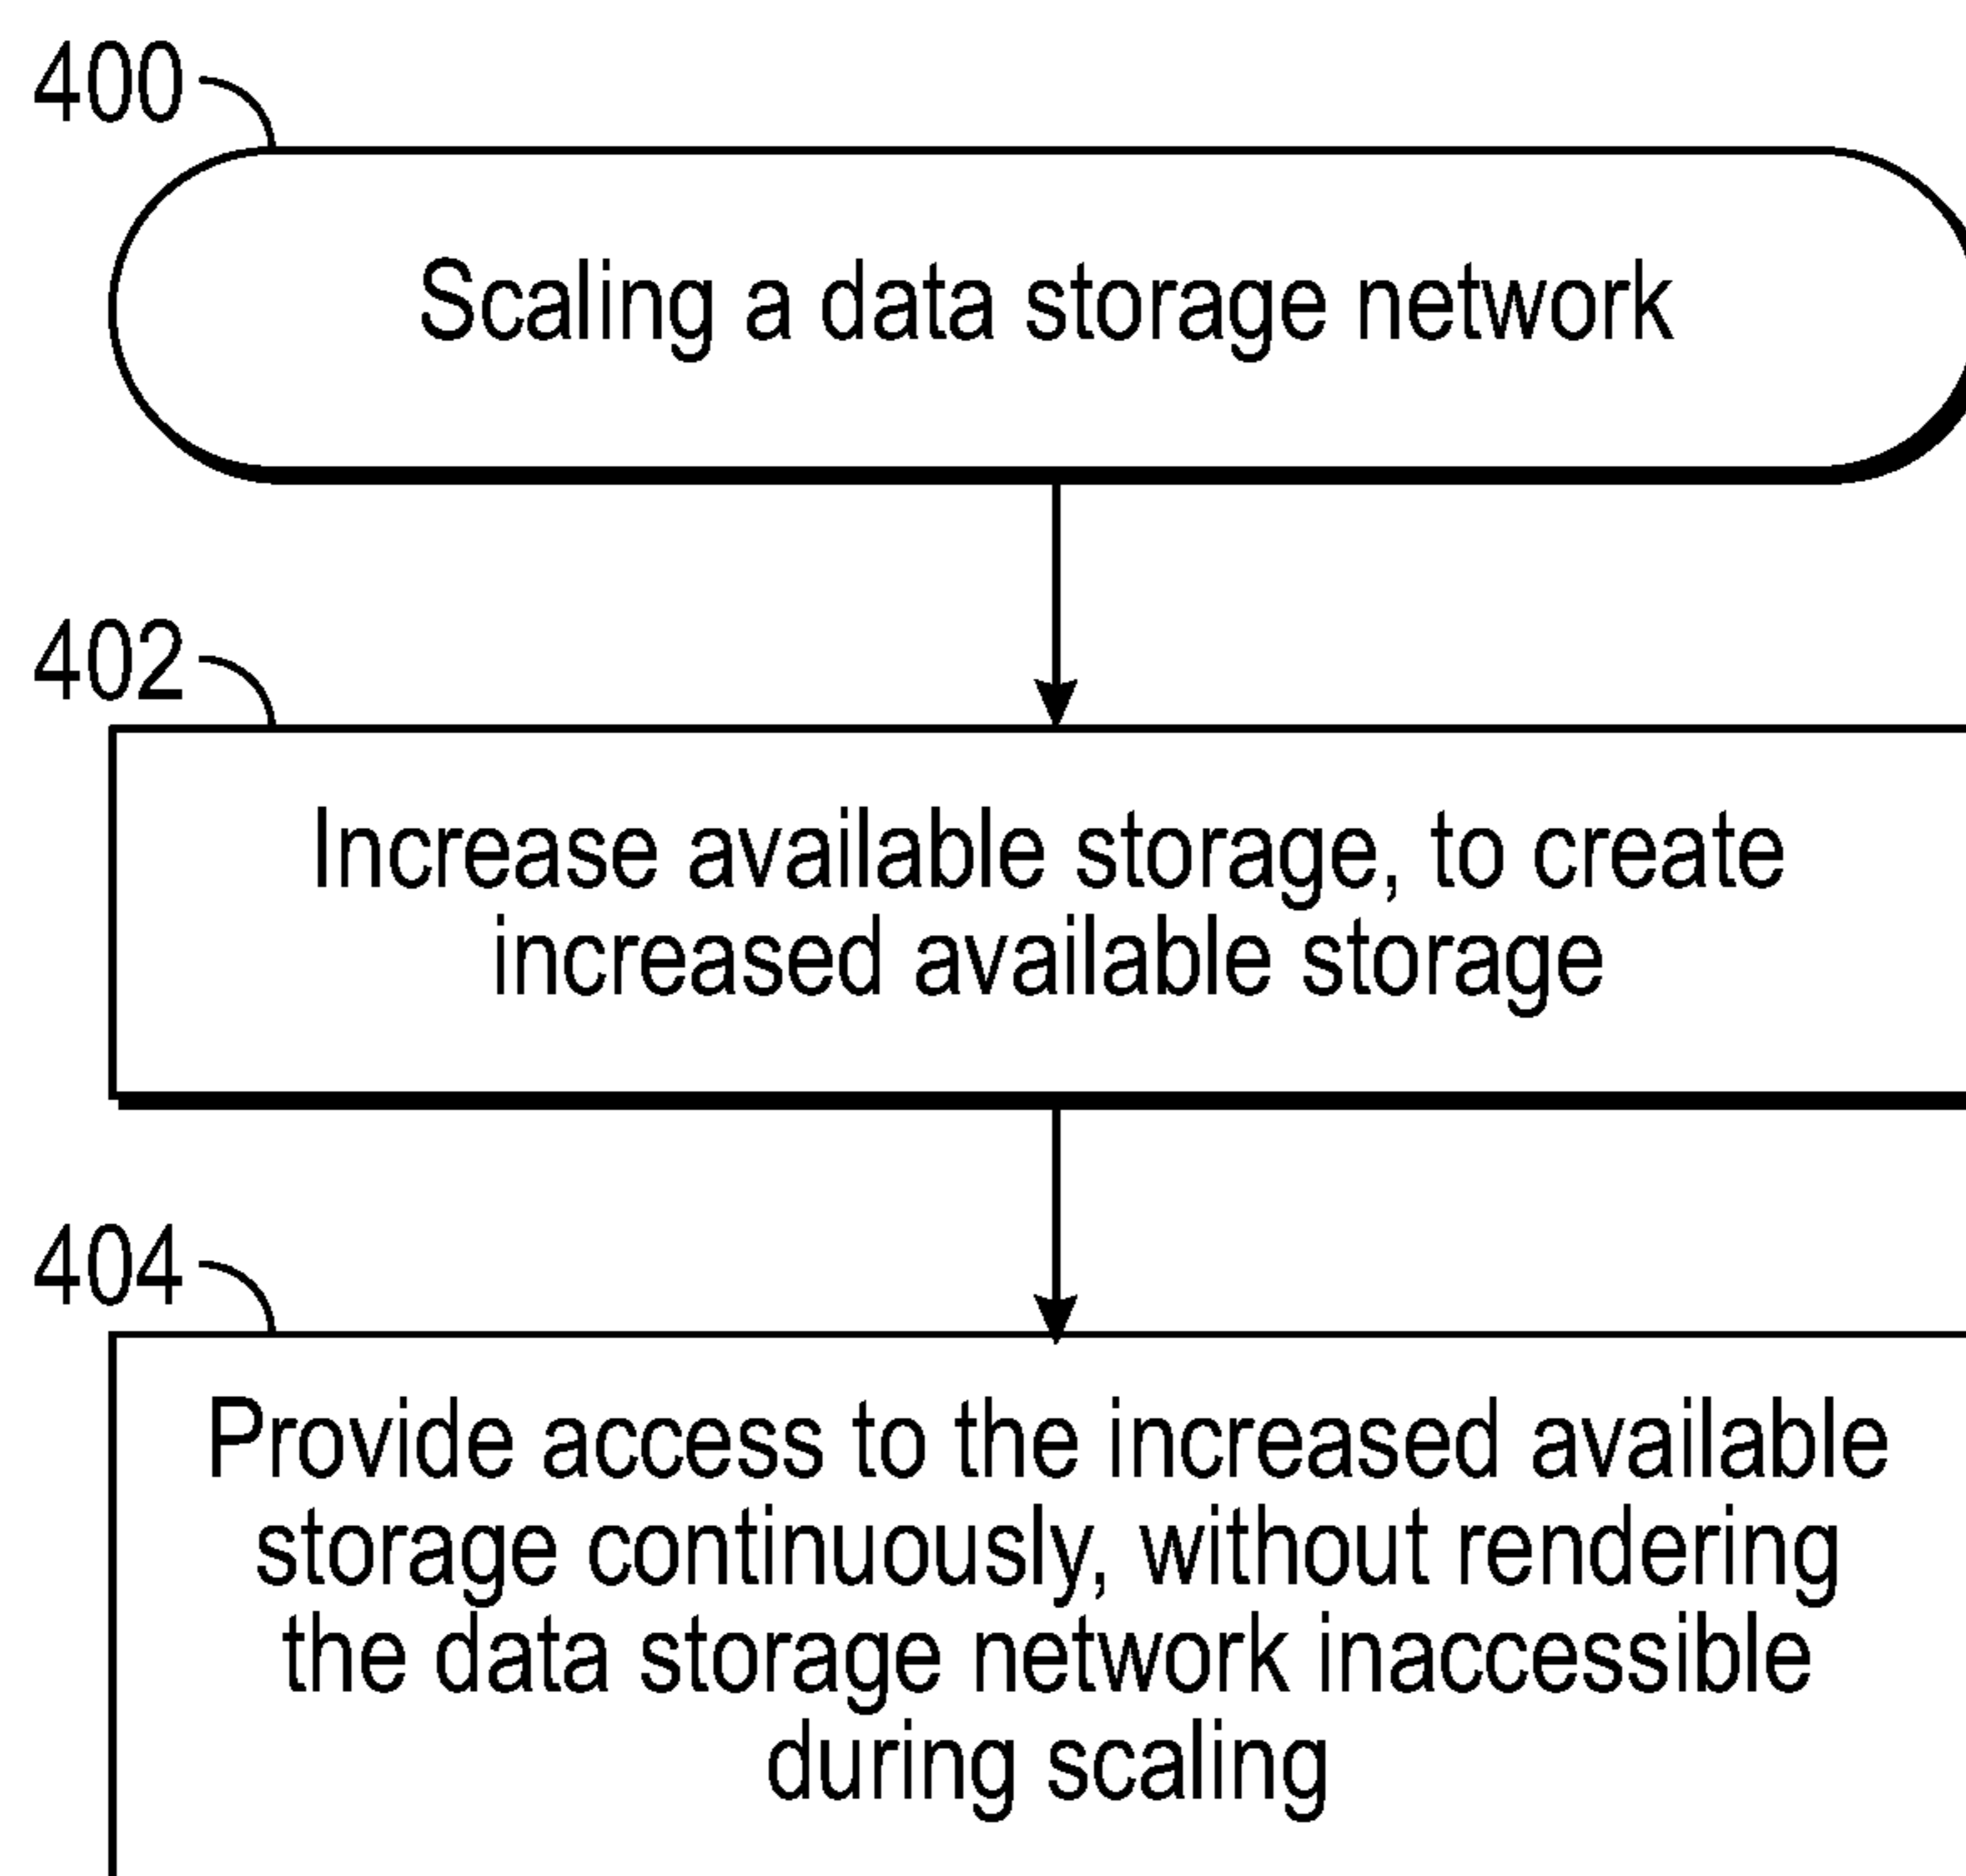 400
Scaling a data storage network
402
Increase available storage, to create
increased available storage
404
Provide access to the increased available
storage continuously, without rendering
the data storage network inaccessible
during scaling